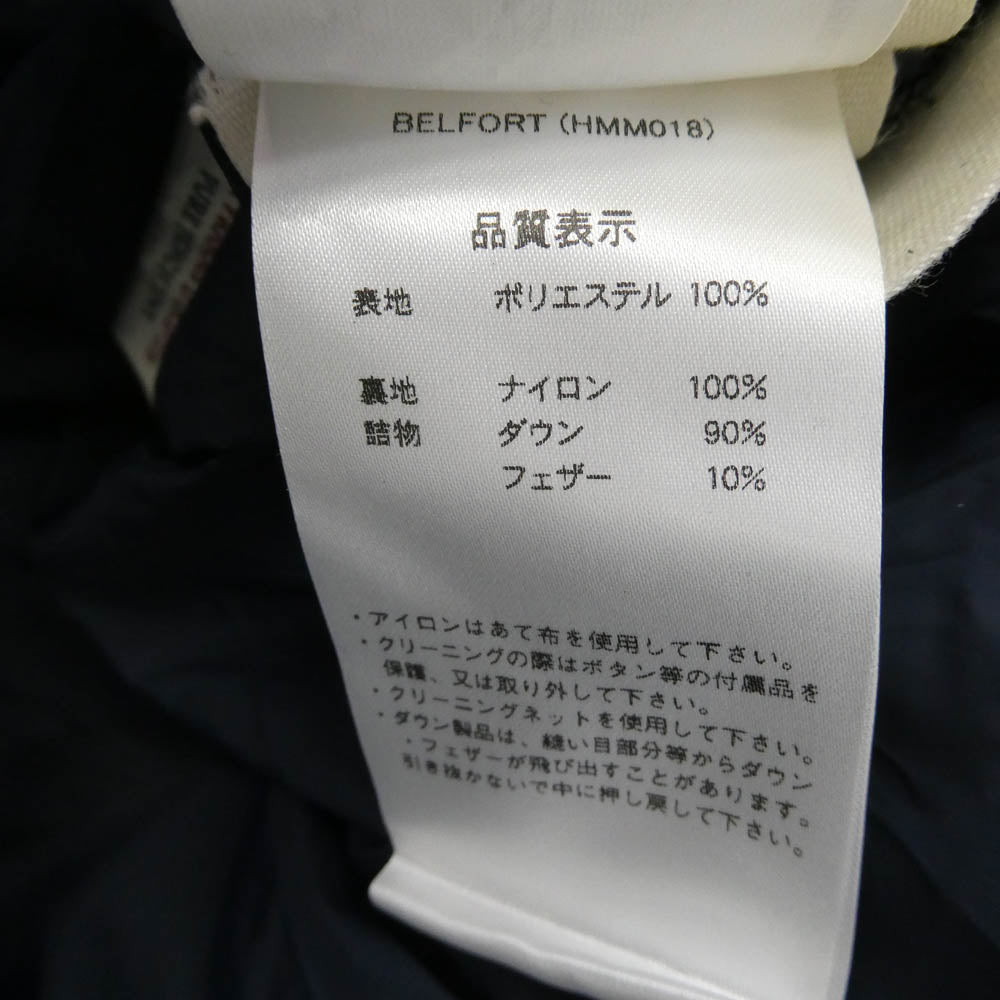 BELFORT (HMM018)
品質表示
表地 ポリエステル 100%
裏地 ナイロン 100%
詰物 ダウン 90%
フェザー 10%
・アイロンはあて布を使用して下さい。
・クリーニングの際はボタン等の付属品を
保護、又は取り外して下さい。
・クリーニングネットを使用して下さい。
・ダウン製品は、縫い目部分等からダウン
・フェザーが飛び出すことがあります。
引き抜かないで中に押し戻して下さい。